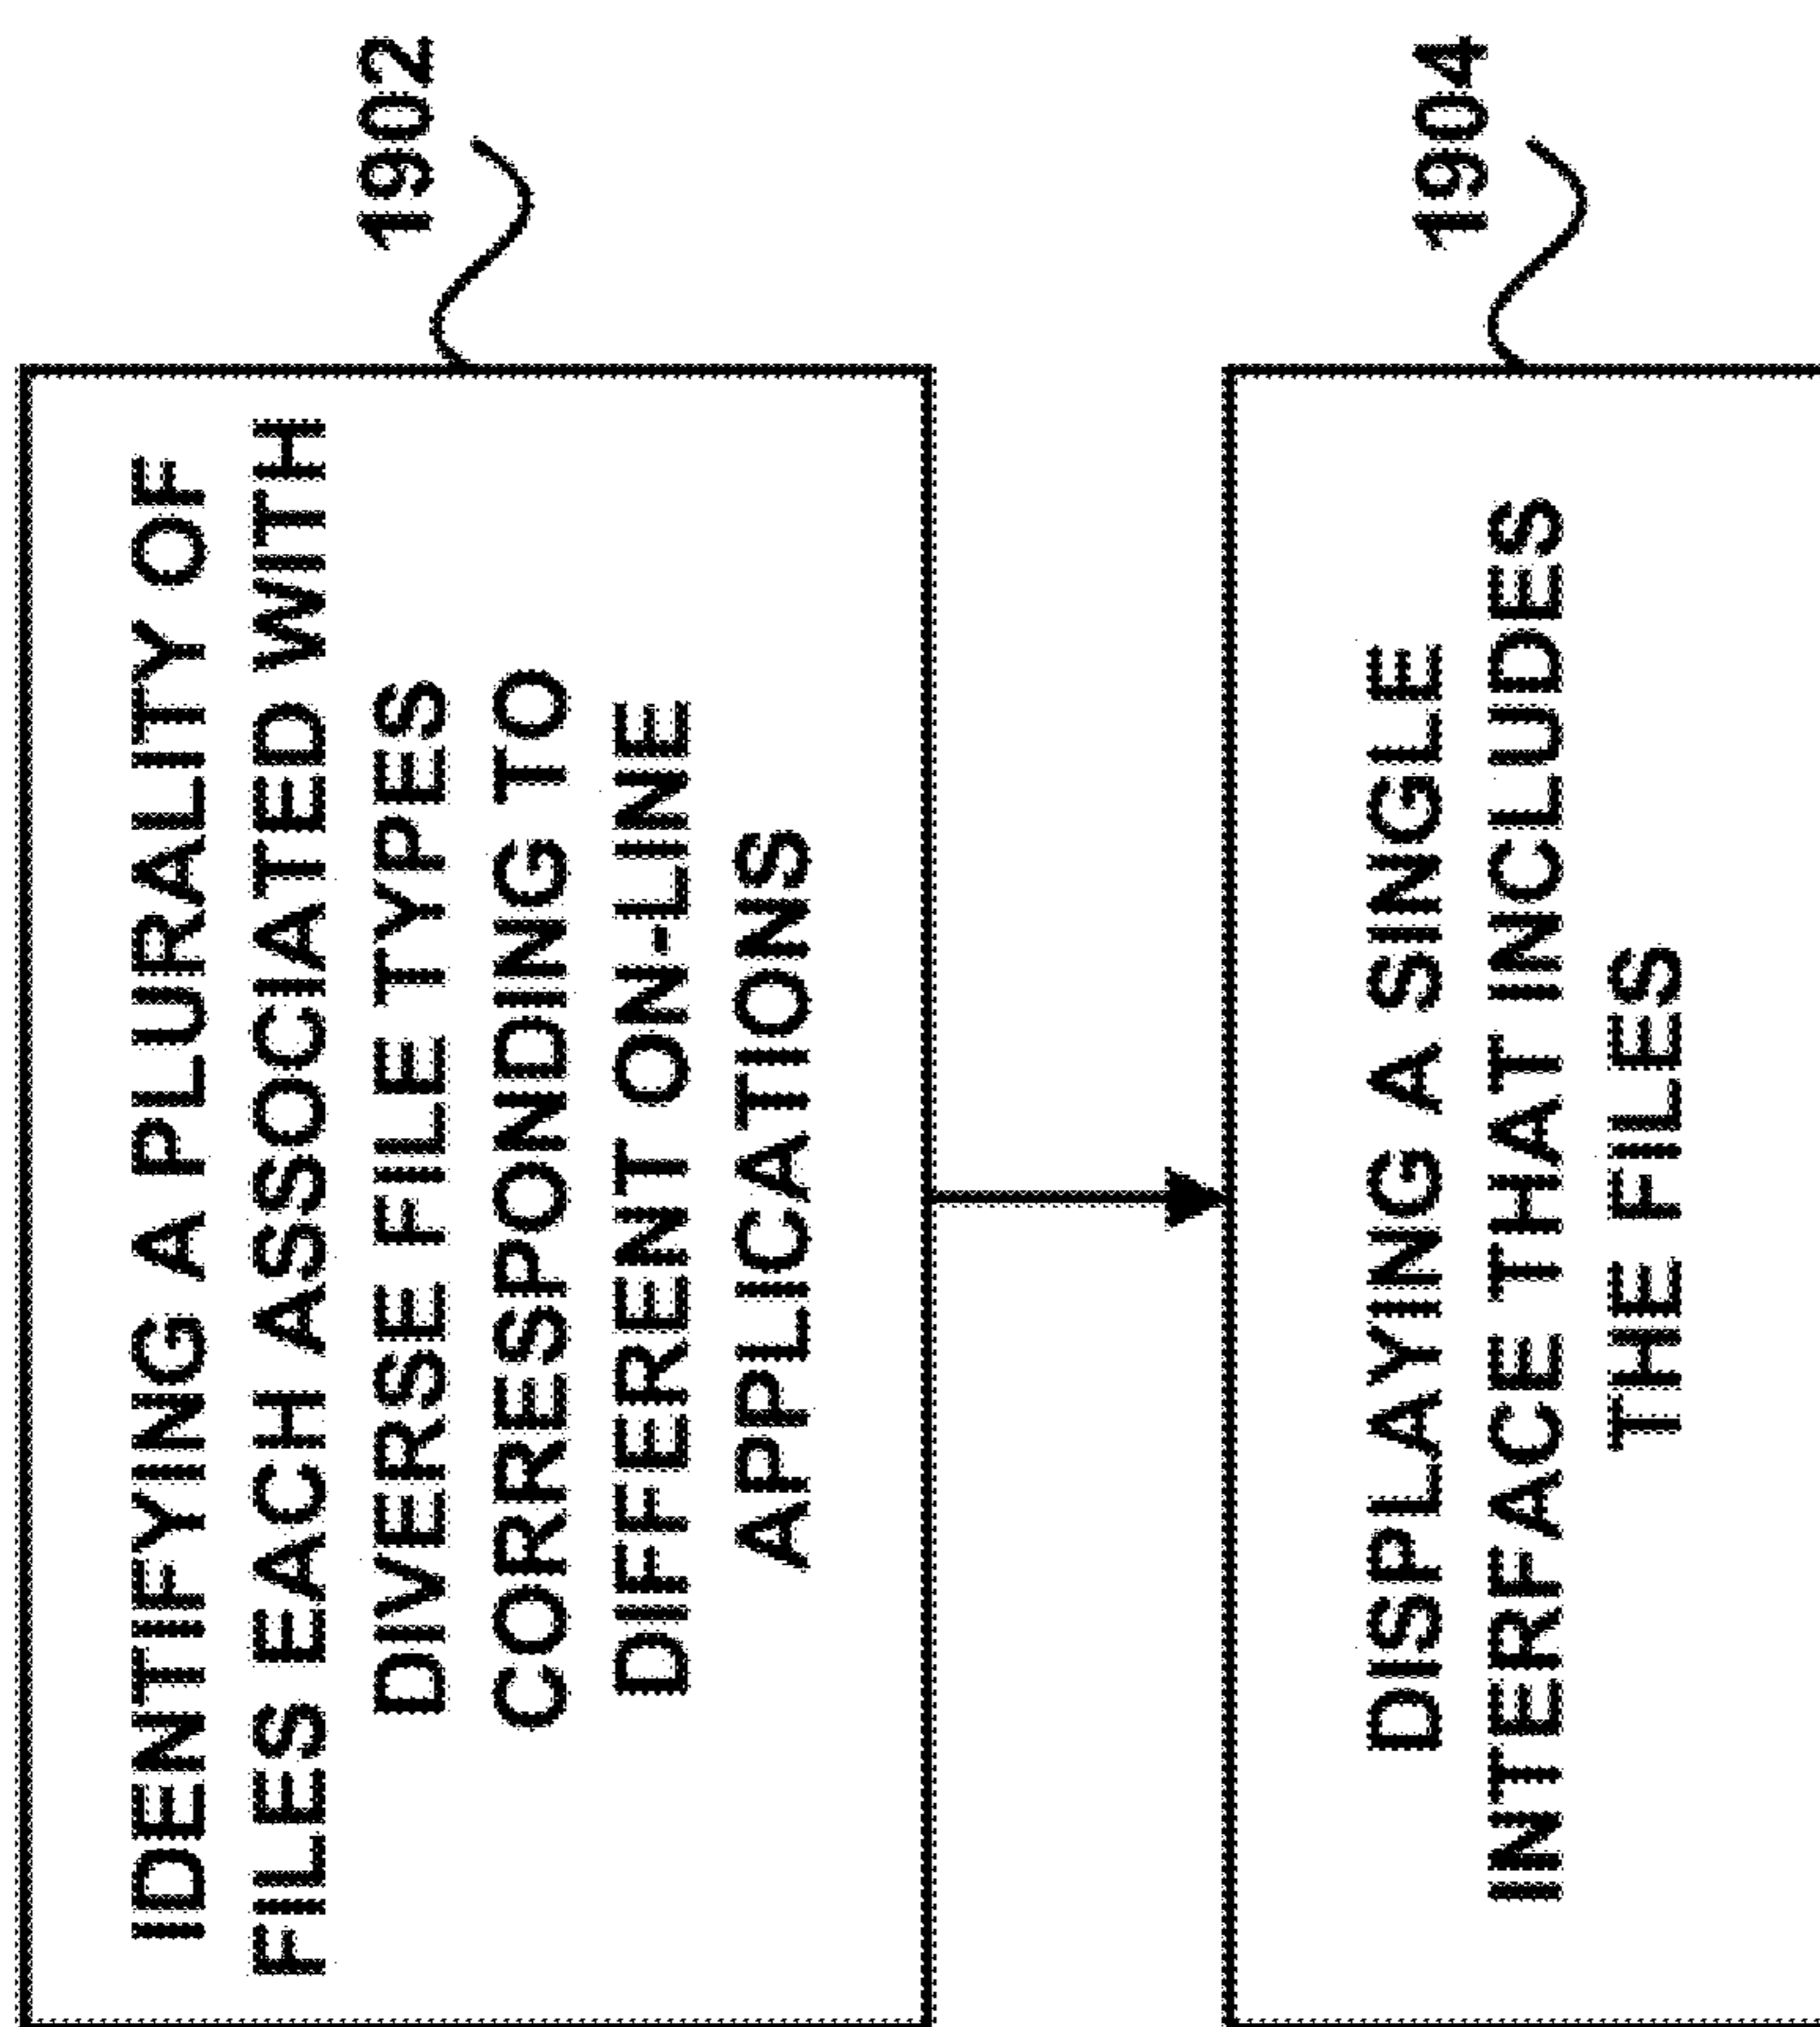 1902
IDENTIFYING A PLURALITY OF
FILES EACH ASSOCIATED WITH
DIVERSE FILE TYPES
CORRESPONDING TO
DIFFERENT ON-LINE
APPLICATIONS
1904
DISPLAYING A SINGLE
INTERFACE THAT INCLUDES
THE FILES